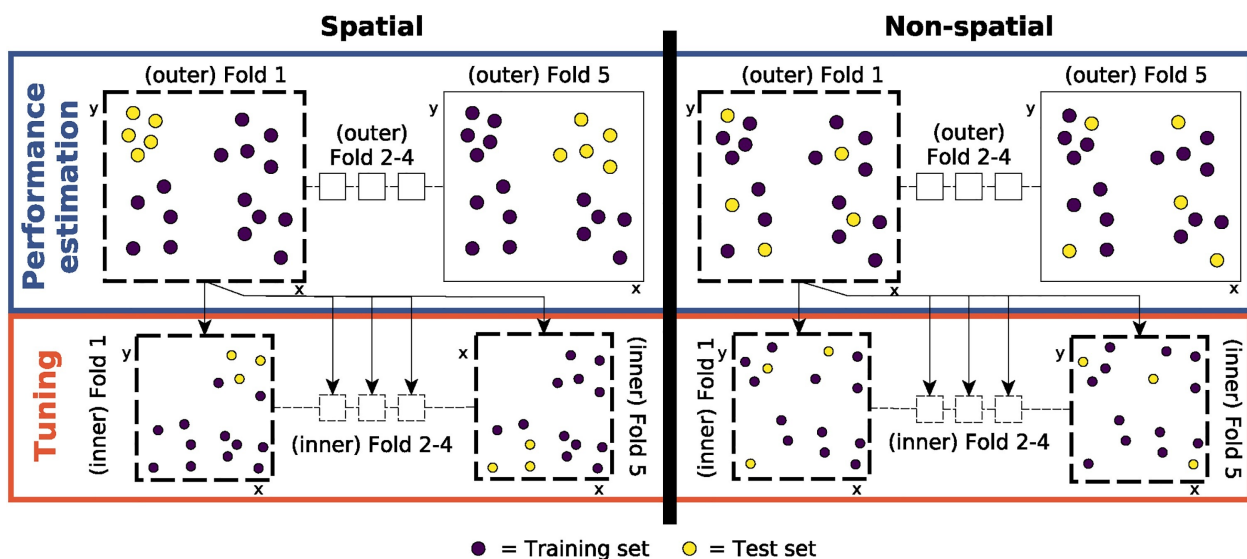 Spatial
Non-spatial
Performance
estimation
(outer) Fold 1
y
x
(outer)
Fold 2-4
(outer) Fold 5
y
x
(outer) Fold 1
y
x
(outer)
Fold 2-4
(outer) Fold 5
y
x
Tuning
(inner) Fold 1
y
x
(inner) Fold 2-4
x
x
(inner) Fold 5
(inner) Fold 1
y
x
(inner) Fold 2-4
y
x
(inner) Fold 5
= Training set
= Test set